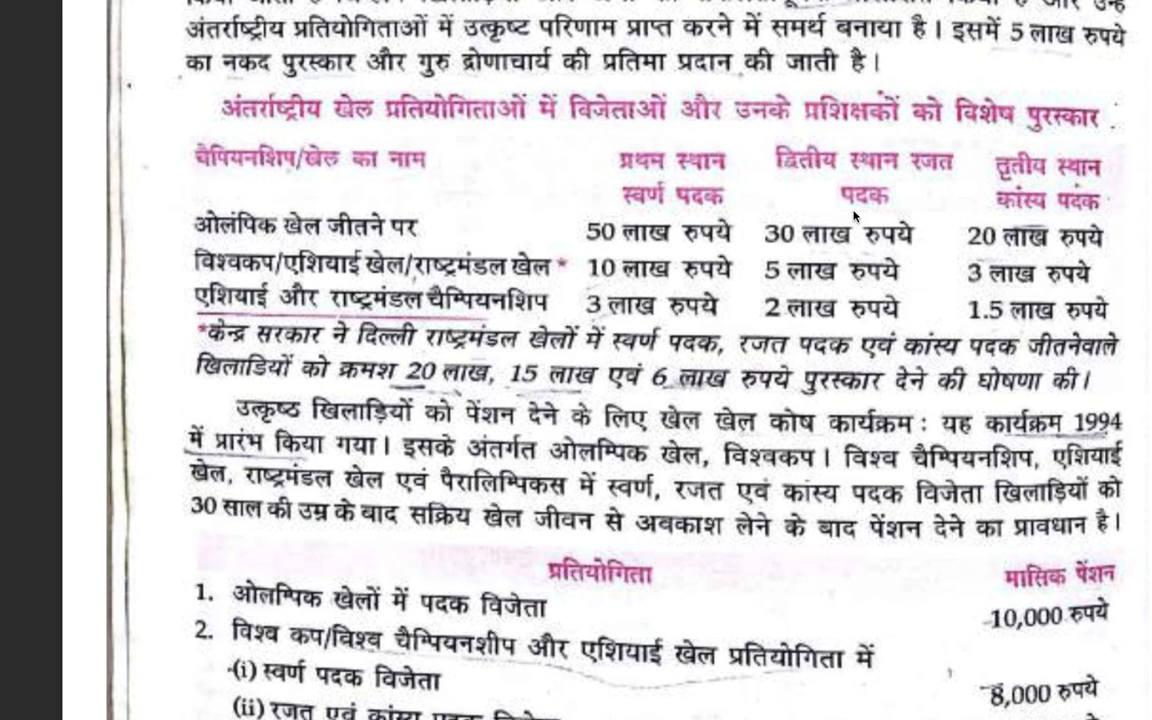 अंतर्राष्ट्रीय प्रतियोगिताओं में उत्कृष्ट परिणाम प्राप्त करने में समर्थ बनाया है। इसमें 5 लाख रुपये
का नकद पुरस्कार और गुरु द्रोणाचार्य की प्रतिमा प्रदान की जाती है।
अंतर्राष्ट्रीय खेल प्रतियोगिताओं में विजेताओं और उनके प्रशिक्षकों को विशेष पुरस्कार
चैपियनशिप/खेल का नाम प्रथम स्थान द्वितीय स्थान रजत तृतीय स्थान
स्वर्ण पदक पदक कांस्य पदक
ओलंपिक खेल जीतने पर 50 लाख रुपये 30 लाख रुपये 20 लाख रुपये
विश्वकप/एशियाई खेल/राष्ट्रमंडल खेल* 10 लाख रुपये 5 लाख रुपये 3 लाख रुपये
एशियाई और राष्ट्रमंडल चैम्पियनशिप 3 लाख रुपये 2 लाख रुपये 1.5 लाख रुपये
*केन्द्र सरकार ने दिल्ली राष्ट्रमंडल खेलों में स्वर्ण पदक, रजत पदक एवं कांस्य पदक जीतनेवाले
खिलाड़ियों को क्रमश 20 लाख, 15 लाख एवं 6 लाख रुपये पुरस्कार देने की घोषणा की।
उत्कृष्ठ खिलाड़ियों को पेंशन देने के लिए खेल खेल कोष कार्यक्रम : यह कार्यक्रम 1994
में प्रारंभ किया गया। इसके अंतर्गत ओलम्पिक खेल, विश्वकप। विश्व चैम्पियनशिप, एशियाई
खेल, राष्ट्रमंडल खेल एवं पैरालिम्पिकस में स्वर्ण, रजत एवं कांस्य पदक विजेता खिलाड़ियों को
30 साल की उम्र के बाद सक्रिय खेल जीवन से अवकाश लेने के बाद पेंशन देने का प्रावधान है।
प्रतियोगिता मासिक पेंशन
1. ओलम्पिक खेलों में पदक विजेता 10,000 रुपये
2. विश्व कप/विश्व चैम्पियनशीप और एशियाई खेल प्रतियोगिता में
(i) स्वर्ण पदक विजेता 8,000 रुपये
(ii) रजत एवं कांस्य पदक